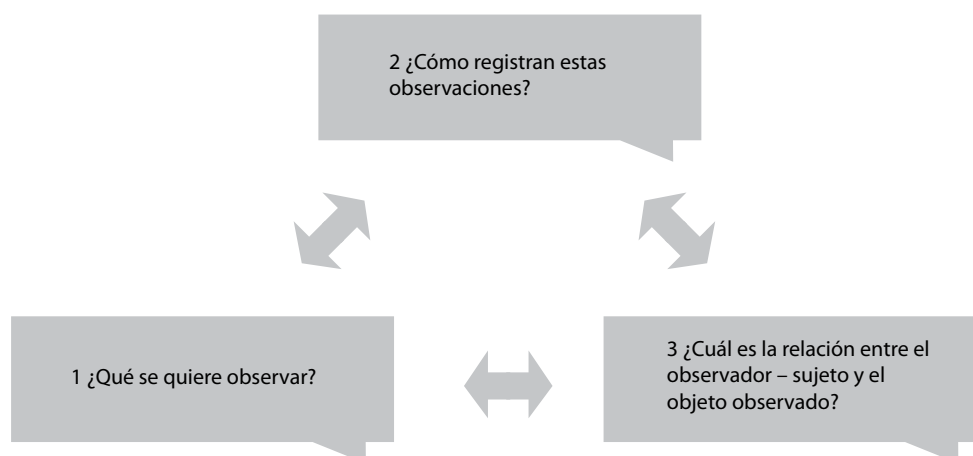 2 ¿Cómo registran estas
observaciones?
1 ¿Qué se quiere observar?
3 ¿Cuál es la relación entre el
observador – sujeto y el
objeto observado?